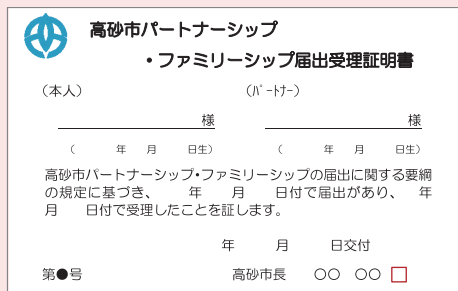 高砂市パートナーシップ
・ファミリーシップ届出受理証明書
（本人） （ﾊﾟｰﾄﾅｰ）
様 様
（ 年 月 日生） （ 年 月 日生）
高砂市パートナーシップ・ファミリーシップの届出に関する要綱
の規定に基づき、 年 月 日付で届出があり、 年
月 日付で受理したことを証します。
年 月 日交付
第●号 高砂市長 ○○ ○○ □